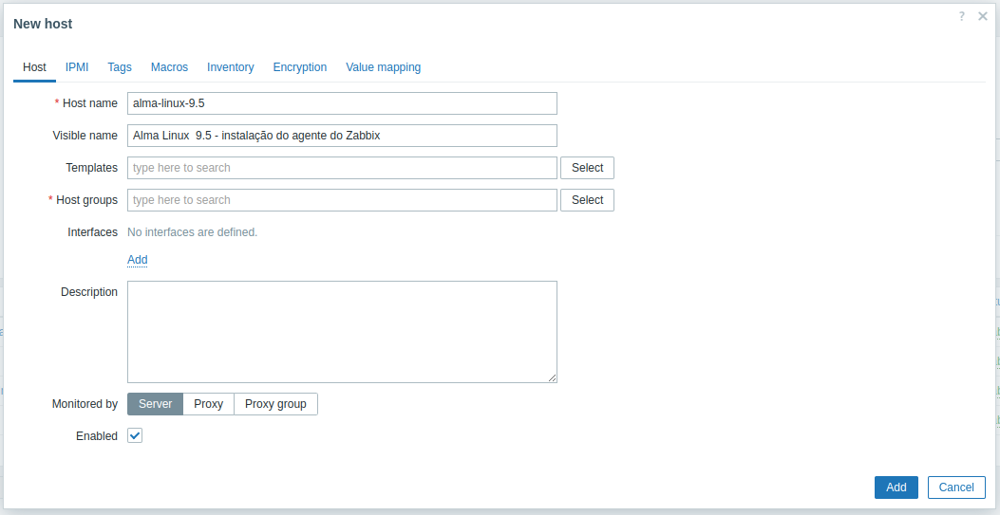 New host
?
Host IPMI Tags Macros Inventory Encryption Value mapping
* Host name alma-linux-9.5
Visible name Alma Linux  9.5 - instalação do agente do Zabbix
Templates type here to search Select
* Host groups type here to search Select
Interfaces No interfaces are defined.
Add
Description
Monitored by Server Proxy Proxy group
Enabled
Add Cancel